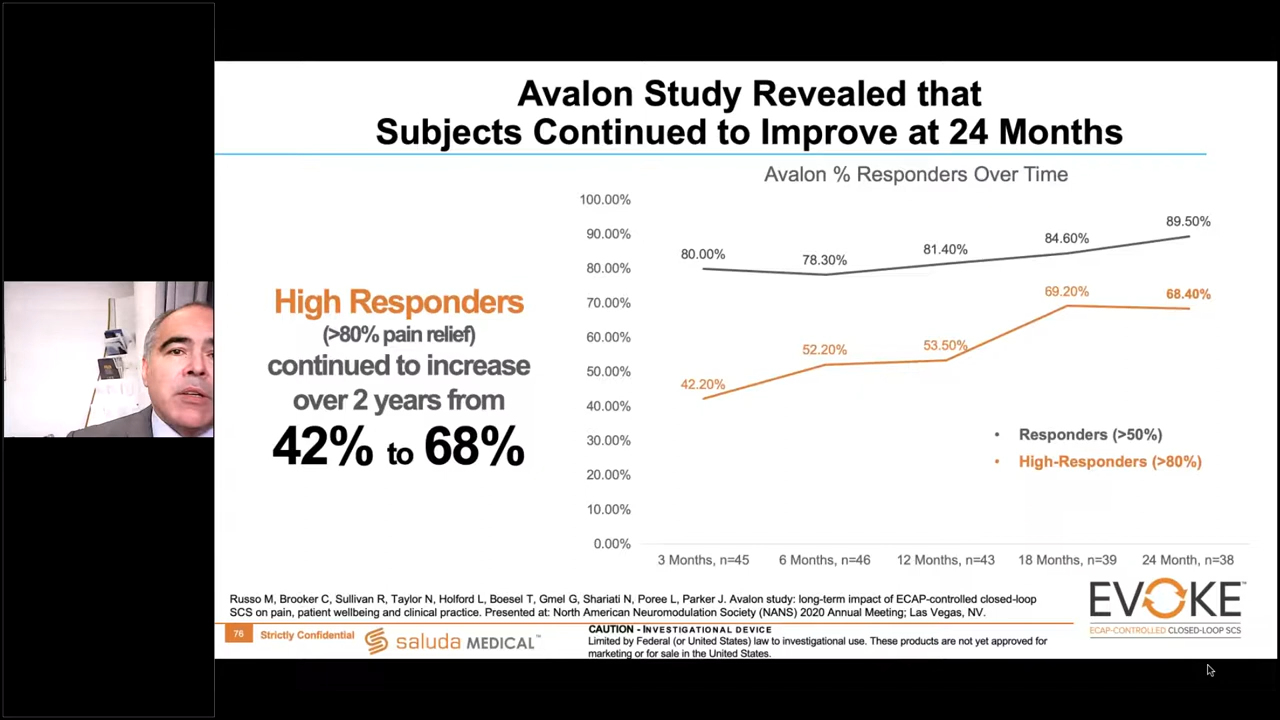 Avalon Study Revealed that
Subjects Continued to Improve at 24 Months
High Responders
(>80% pain relief)
continued to increase
over 2 years from
42% to 68%
Avalon % Responders Over Time
100.00%
90.00%
80.00%
70.00%
60.00%
50.00%
40.00%
30.00%
20.00%
10.00%
0.00%
80.00%
78.30%
81.40%
84.60%
89.50%
42.20%
52.20%
53.50%
69.20%
68.40%
• Responders (>50%)
• High-Responders (>80%)
3 Months, n=45
6 Months, n=46
12 Months, n=43
18 Months, n=39
24 Month, n=38
Russo M, Brooker C, Sullivan R, Taylor N, Holford L, Boesel T, Gmel G, Shariati N, Poree L, Parker J. Avalon study: long-term impact of ECAP-controlled closed-loop
SCS on pain, patient wellbeing and clinical practice. Presented at: North American Neuromodulation Society (NANS) 2020 Annual Meeting; Las Vegas, NV.
76
Strictly Confidential
saluda MEDICAL™
CAUTION - INVESTIGATIONAL DEVICE
Limited by Federal (or United States) law to investigational use. These products are not yet approved for
marketing or for sale in the United States.
EVOKE™
ECAP-CONTROLLED CLOSED-LOOP SCS